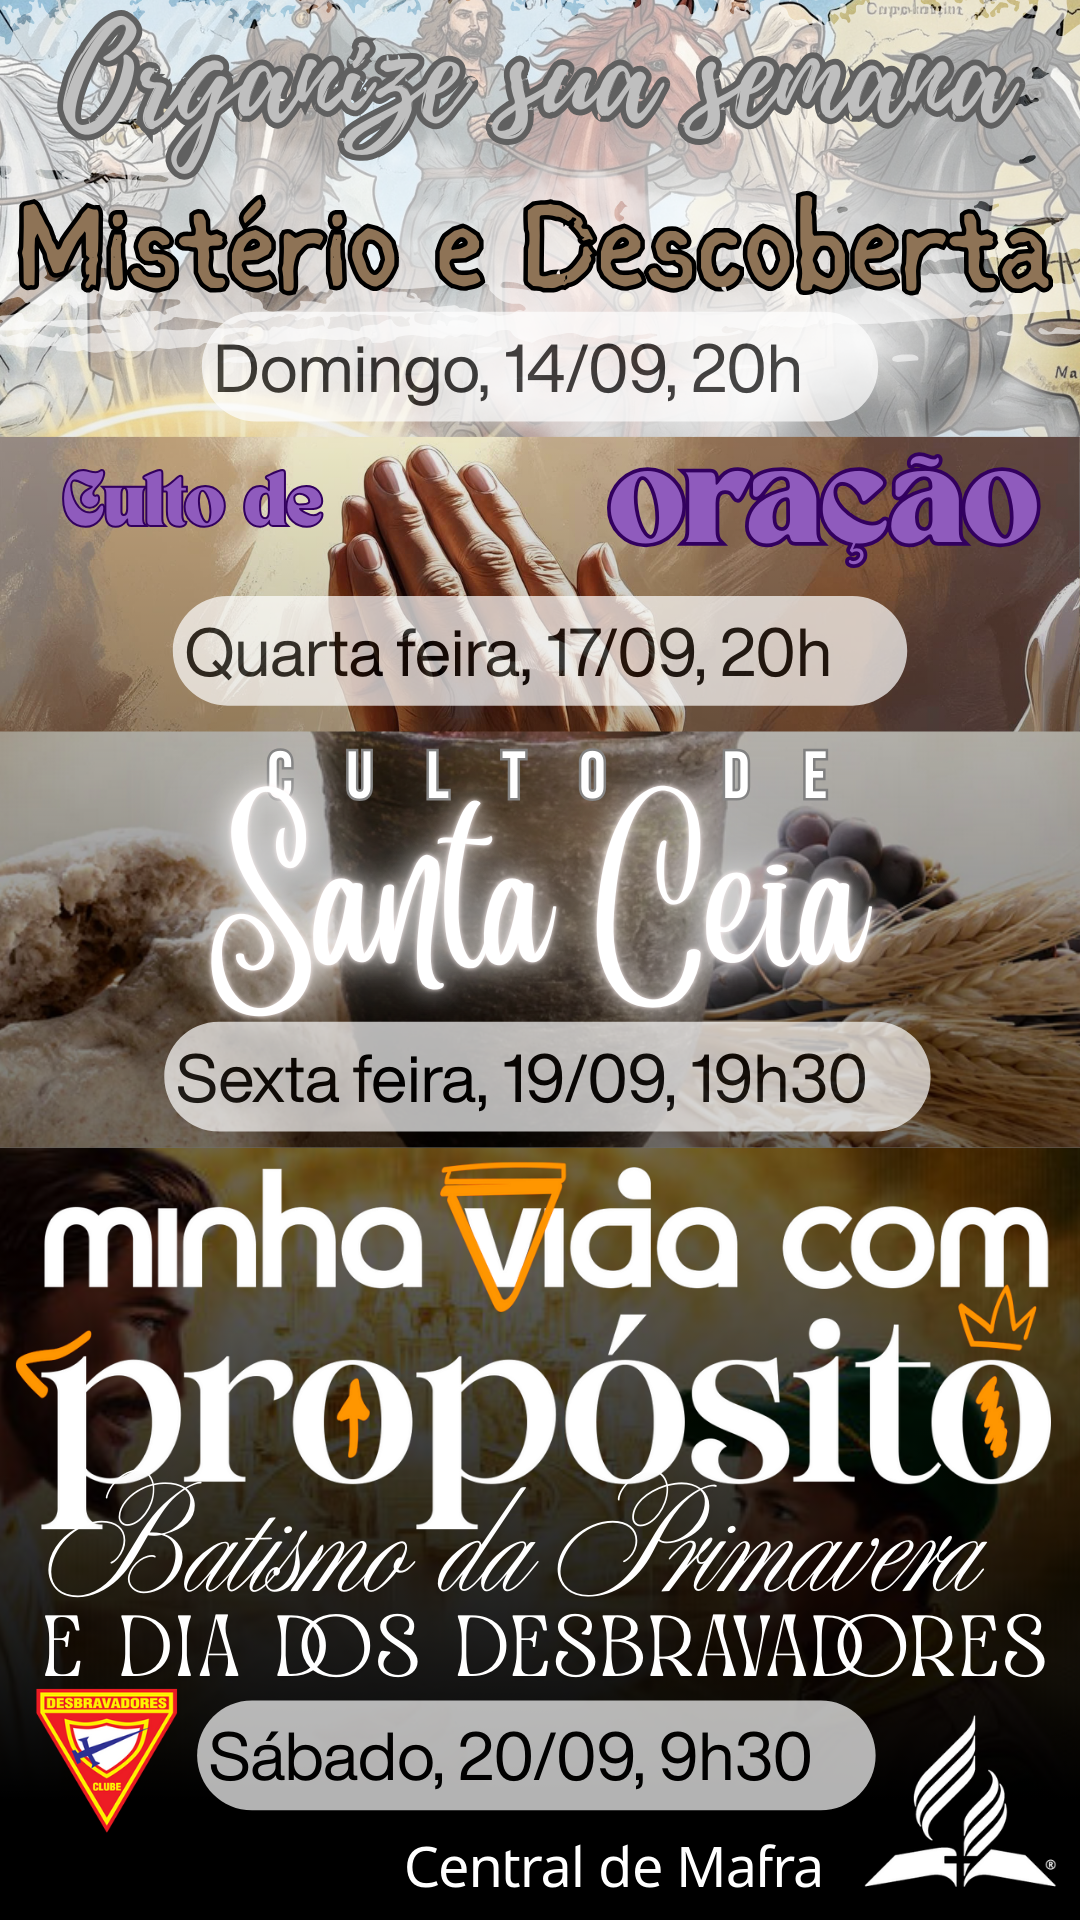 Organize sua semana
Mistério e Descoberta
Domingo, 14/09, 20h
Culto de oração
Quarta feira, 17/09, 20h
CULTO DE
Santa Ceia
Sexta feira, 19/09, 19h30
minha vida com
propósito
Batismo da Primavera
E DIA DOS DESBRAVADORES
DESBRAVADORES
CLUBE
Sábado, 20/09, 9h30
Central de Mafra
®